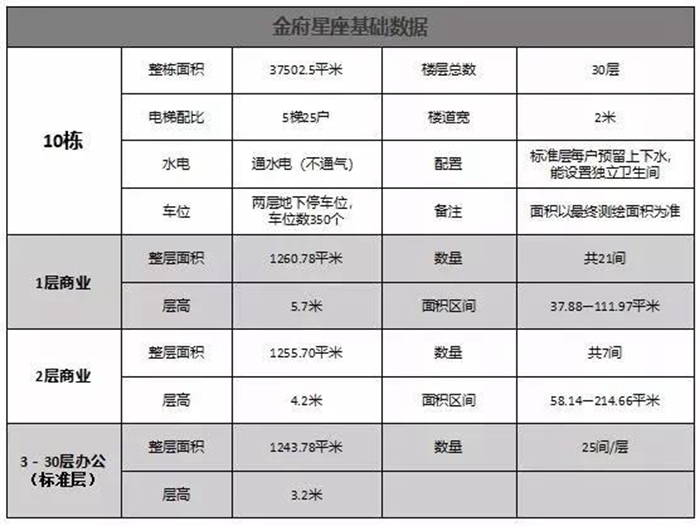 金府星座基础数据
10栋
整栋面积
37502.5平米
楼层总数
30层
电梯配比
5梯25户
楼道宽
2米
水电
通水电（不通气）
配置
标准层每户预留上下水，
能设置独立卫生间
车位
两层地下停车位，
车位数350个
备注
面积以最终测绘面积为准
1层商业
整层面积
1260.78平米
数量
共21间
层高
5.7米
面积区间
37.88—111.97平米
2层商业
整层面积
1255.70平米
数量
共7间
层高
4.2米
面积区间
58.14—214.66平米
3－30层办公
（标准层）
整层面积
1243.78平米
数量
25间/层
层高
3.2米